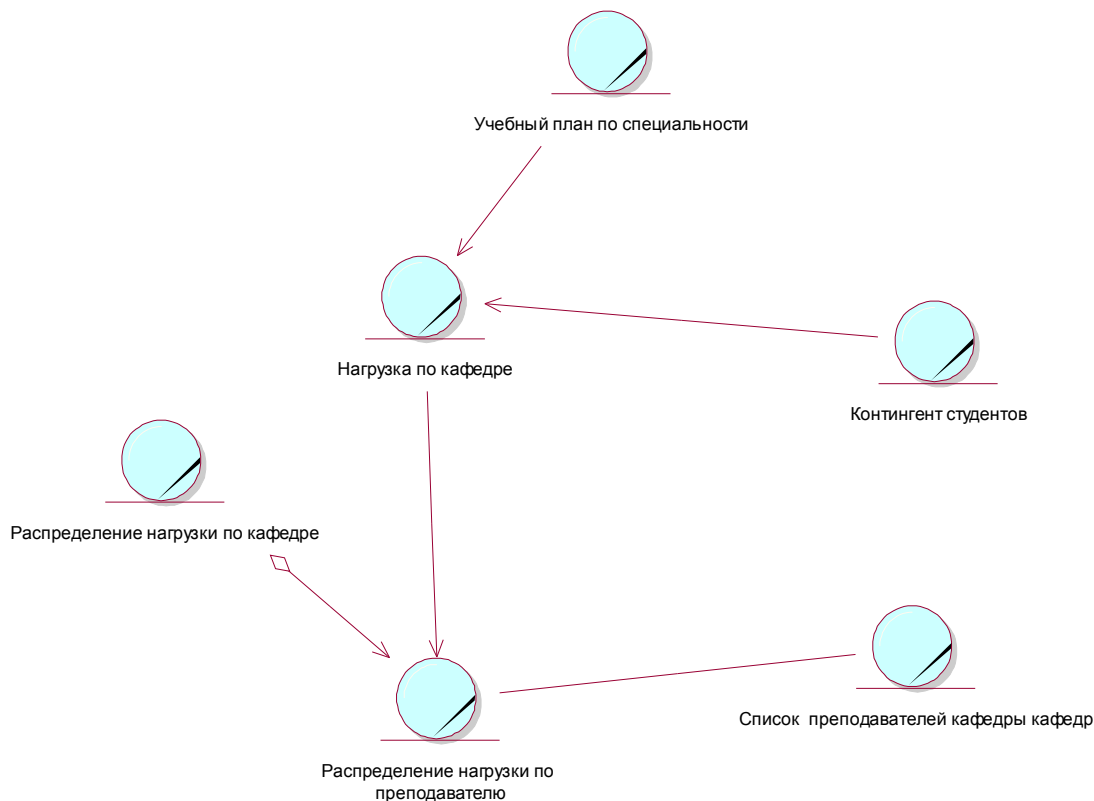 Учебный план по специальности
Нагрузка по кафедре
Контингент студентов
Распределение нагрузки по кафедре
Список преподавателей кафедры кафедр
Распределение нагрузки по
преподавателю